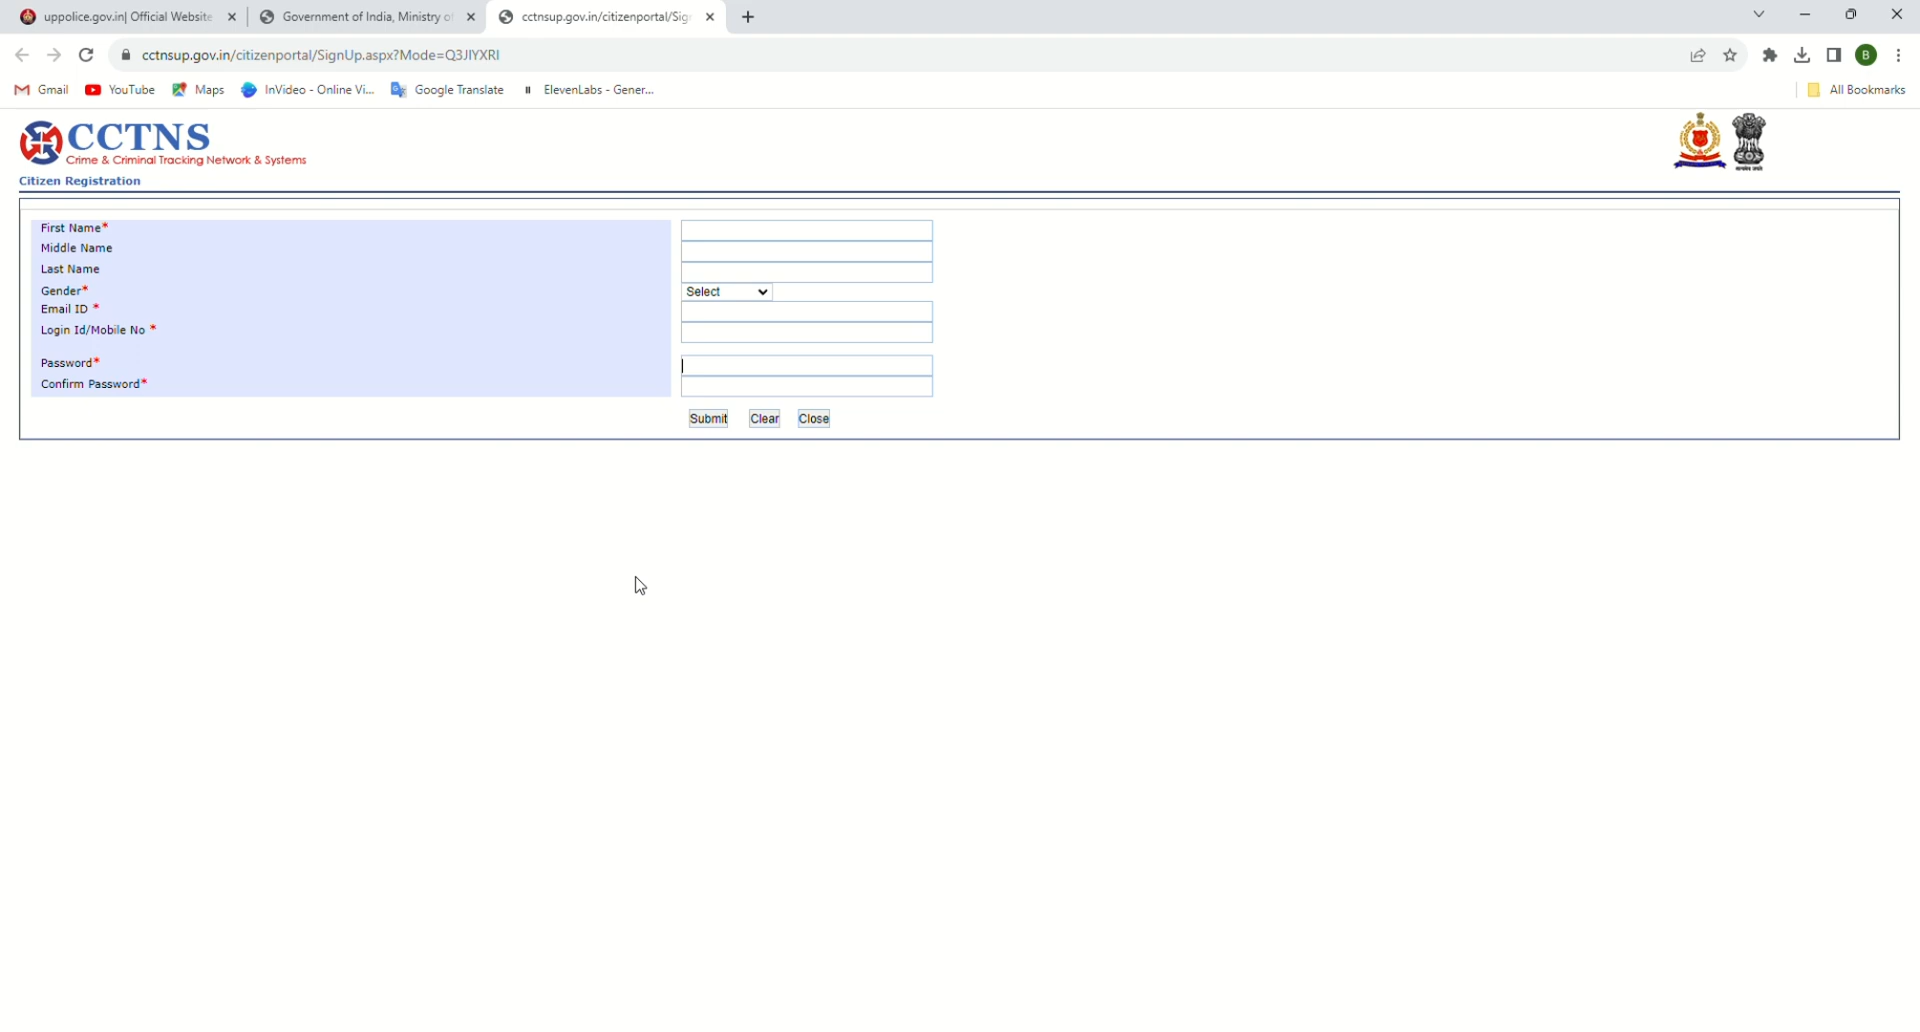 uppolice.gov.in| Official Website
Government of India, Ministry of
cctnsup.gov.in/citizenportal/Sig
cctnsup.gov.in/citizenportal/SignUp.aspx?Mode=Q3JlYXRl
B
Gmail
YouTube
Maps
InVideo - Online Vi...
Google Translate
ElevenLabs - Gener...
All Bookmarks
CCTNS
Crime & Criminal Tracking Network & Systems
Citizen Registration
First Name*
Middle Name
Last Name
Gender* Select
Email ID *
Login Id/Mobile No *
Password*
Confirm Password*
Submit Clear Close